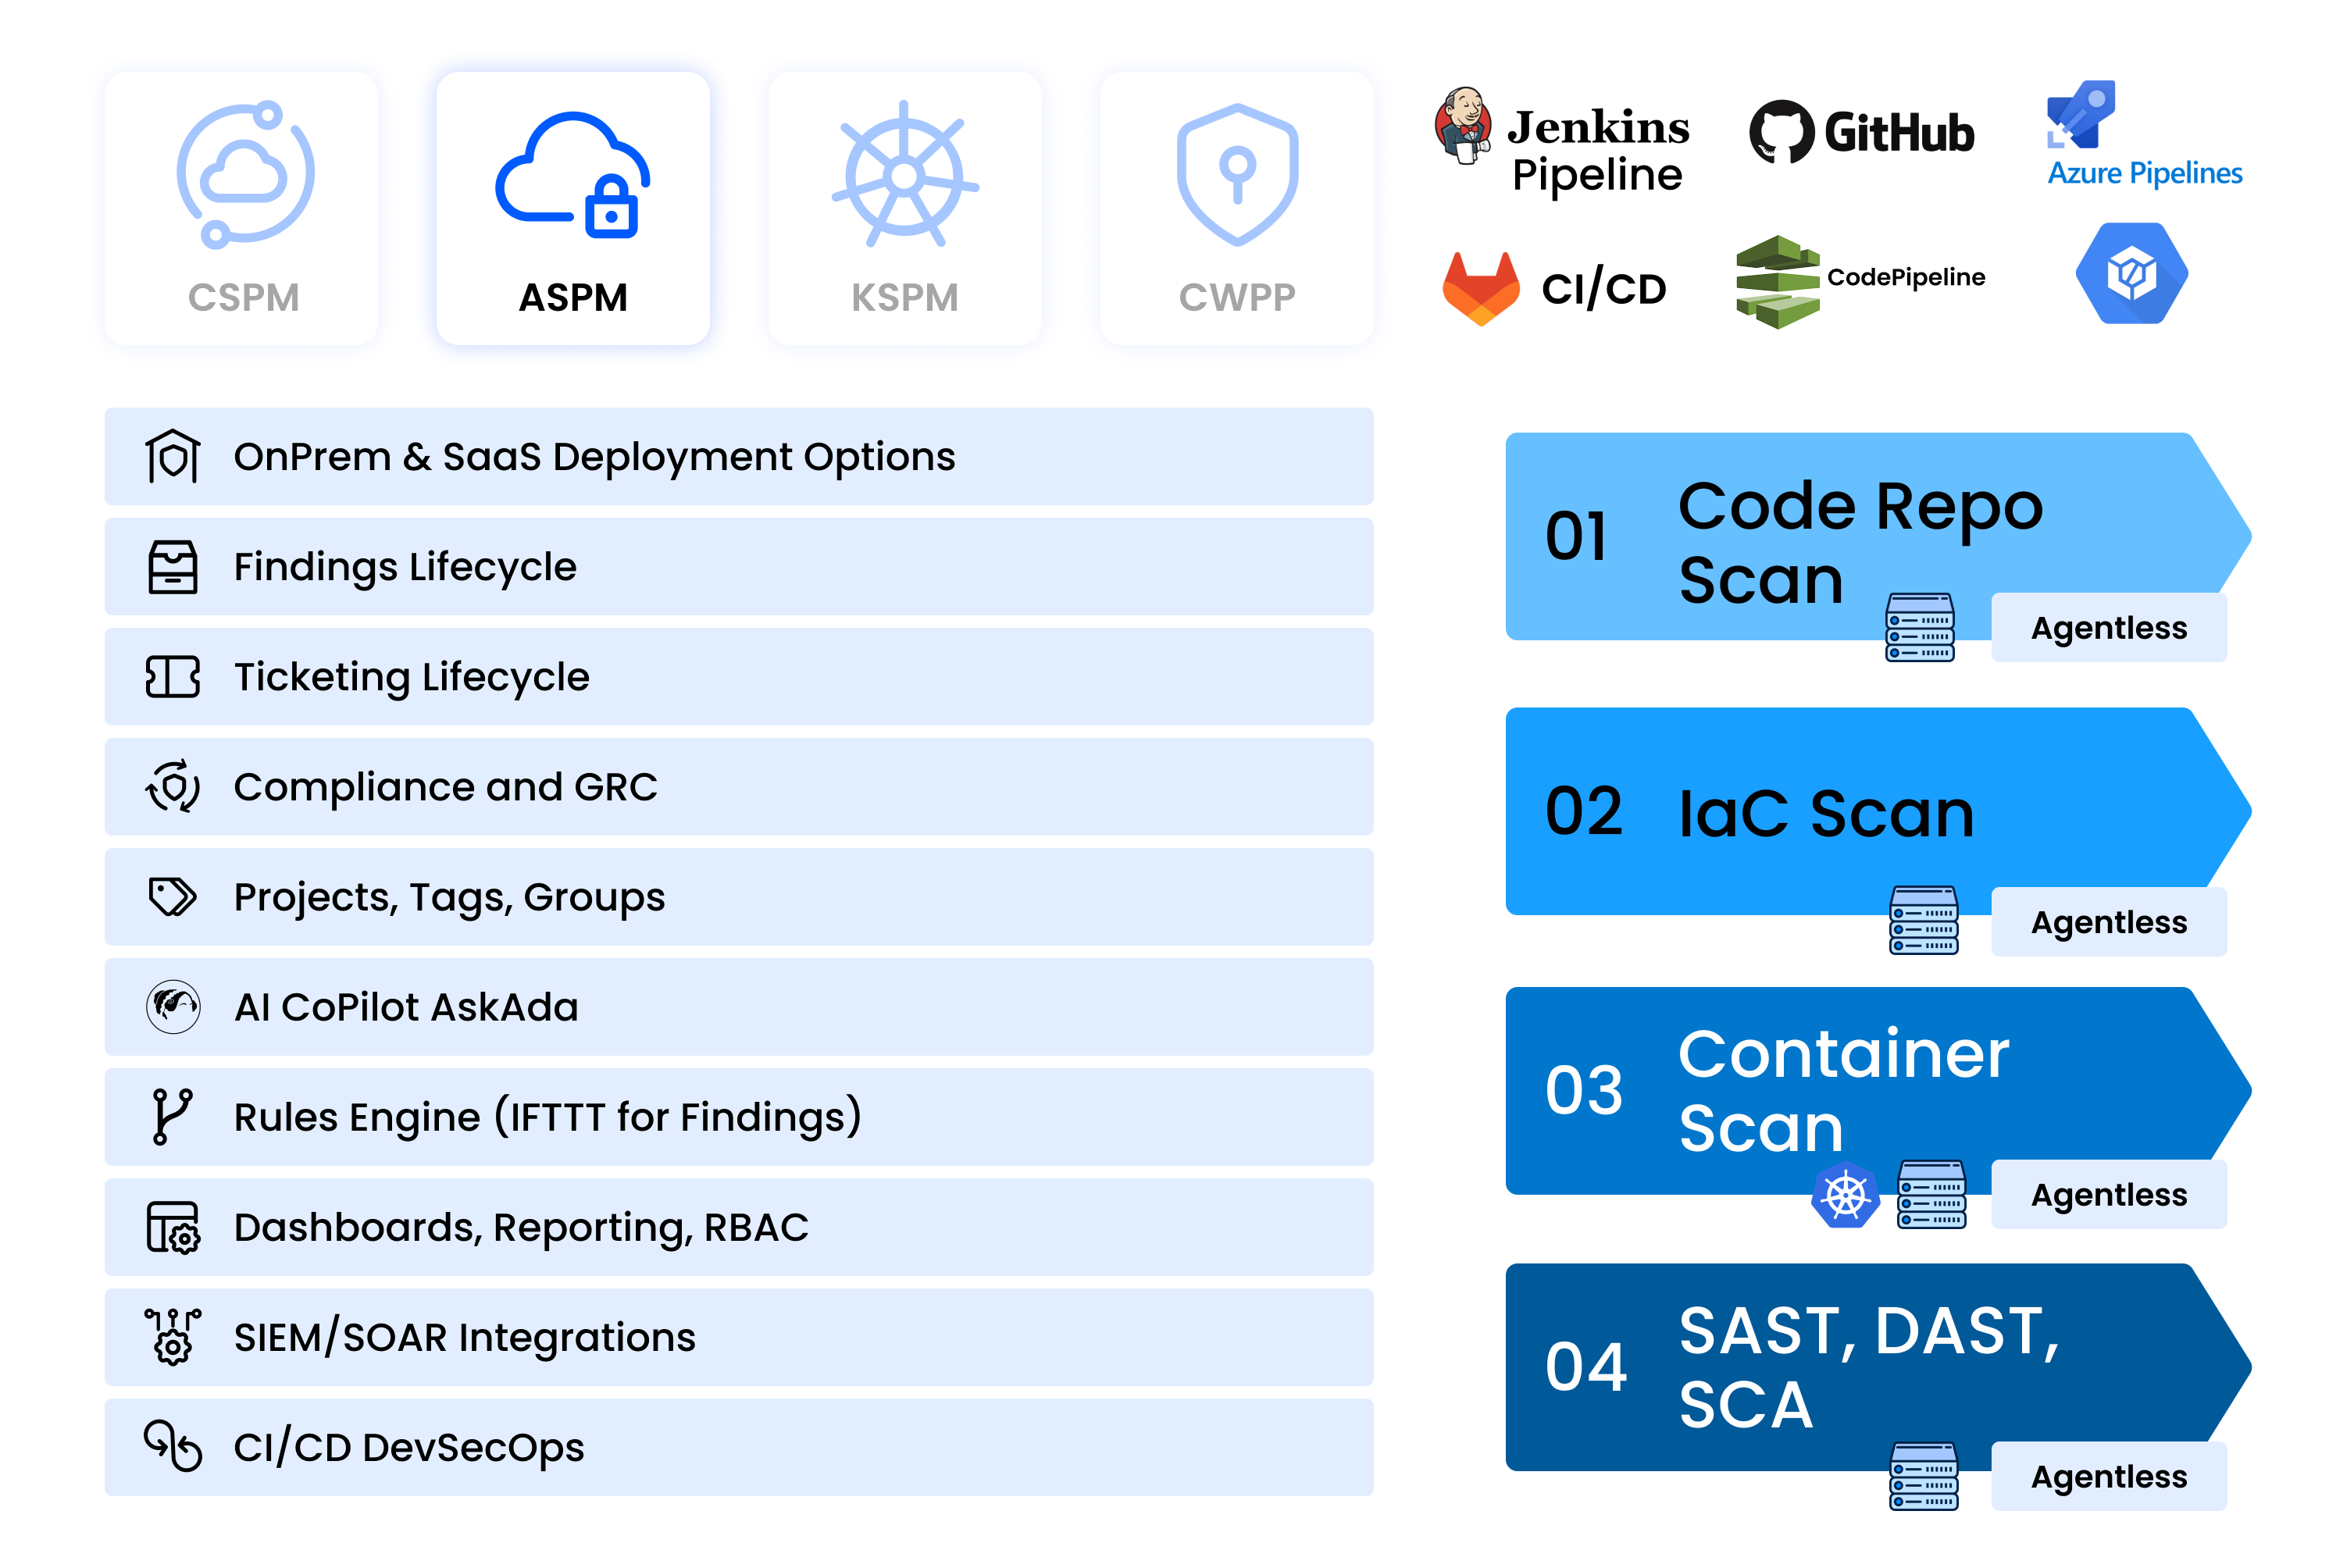 CSPM
ASPM
KSPM
CWPP
Jenkins
Pipeline
GitHub
Azure Pipelines
CI/CD
CodePipeline
OnPrem & SaaS Deployment Options
Findings Lifecycle
Ticketing Lifecycle
Compliance and GRC
Projects, Tags, Groups
AI CoPilot AskAda
Rules Engine (IFTTT for Findings)
Dashboards, Reporting, RBAC
SIEM/SOAR Integrations
CI/CD DevSecOps
01
Code Repo
Scan
Agentless
02
IaC Scan
Agentless
03
Container
Scan
Agentless
04
SAST, DAST,
SCA
Agentless